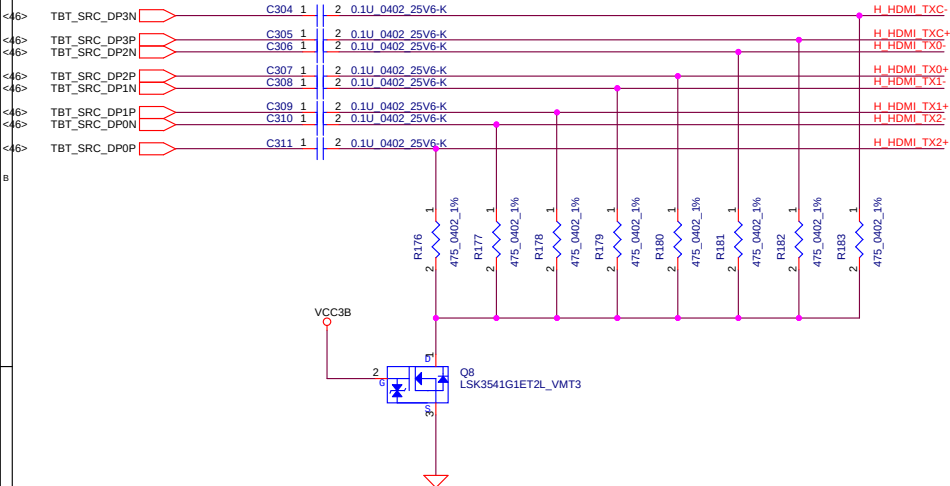 <46> TBT_SRC_DP3N C304 1 2 0.1U_0402_25V6-K H_HDMI_TXC-
<46> TBT_SRC_DP3P C305 1 2 0.1U_0402_25V6-K H_HDMI_TXC+
<46> TBT_SRC_DP2N C306 1 2 0.1U_0402_25V6-K H_HDMI_TX0-
<46> TBT_SRC_DP2P C307 1 2 0.1U_0402_25V6-K H_HDMI_TX0+
<46> TBT_SRC_DP1N C308 1 2 0.1U_0402_25V6-K H_HDMI_TX1-
<46> TBT_SRC_DP1P C309 1 2 0.1U_0402_25V6-K H_HDMI_TX1+
<46> TBT_SRC_DP0N C310 1 2 0.1U_0402_25V6-K H_HDMI_TX2-
<46> TBT_SRC_DP0P C311 1 2 0.1U_0402_25V6-K H_HDMI_TX2+
B
1 1 1 1 1 1 1 1
R176 475_0402_1% R177 475_0402_1% R178 475_0402_1% R179 475_0402_1% R180 475_0402_1% R181 475_0402_1% R182 475_0402_1% R183 475_0402_1%
2 2 2 2 2 2 2 2
VCC3B
1
D
2 G Q8
LSK3541G1ET2L_VMT3
S
3